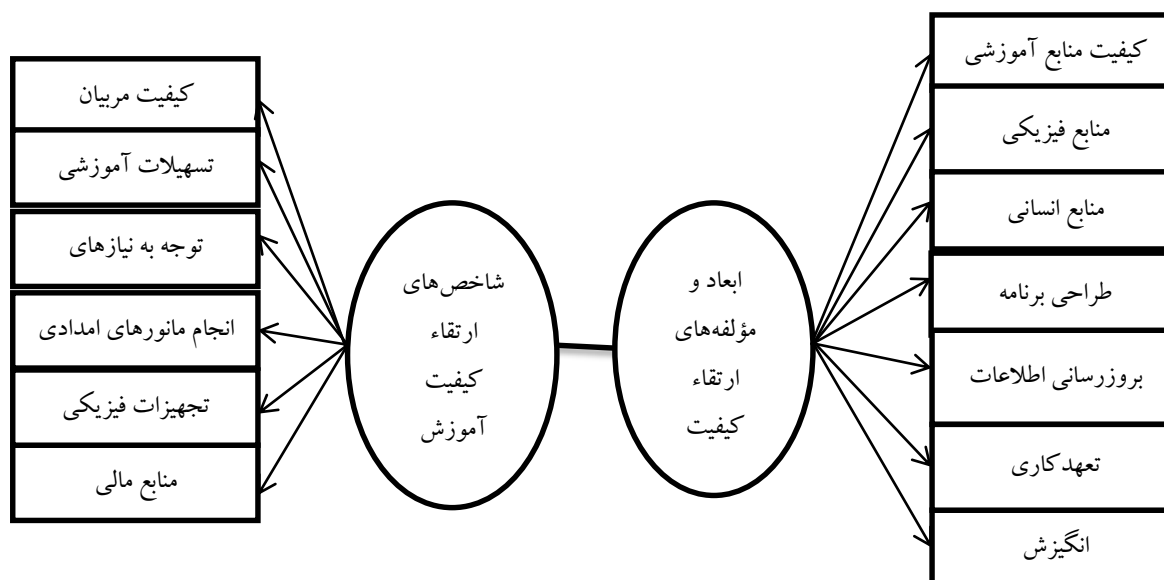 کیفیت منابع آموزشی
منابع فیزیکی
منابع انسانی
طراحی برنامه
بروزرسانی اطلاعات
تعهدکاری
انگیزش
ابعاد و
مؤلفه‌های
ارتقاء
کیفیت
شاخص‌های
ارتقاء
کیفیت
آموزش
کیفیت مربیان
تسهیلات آموزشی
توجه به نیازهای
انجام مانورهای امدادی
تجهیزات فیزیکی
منابع مالی